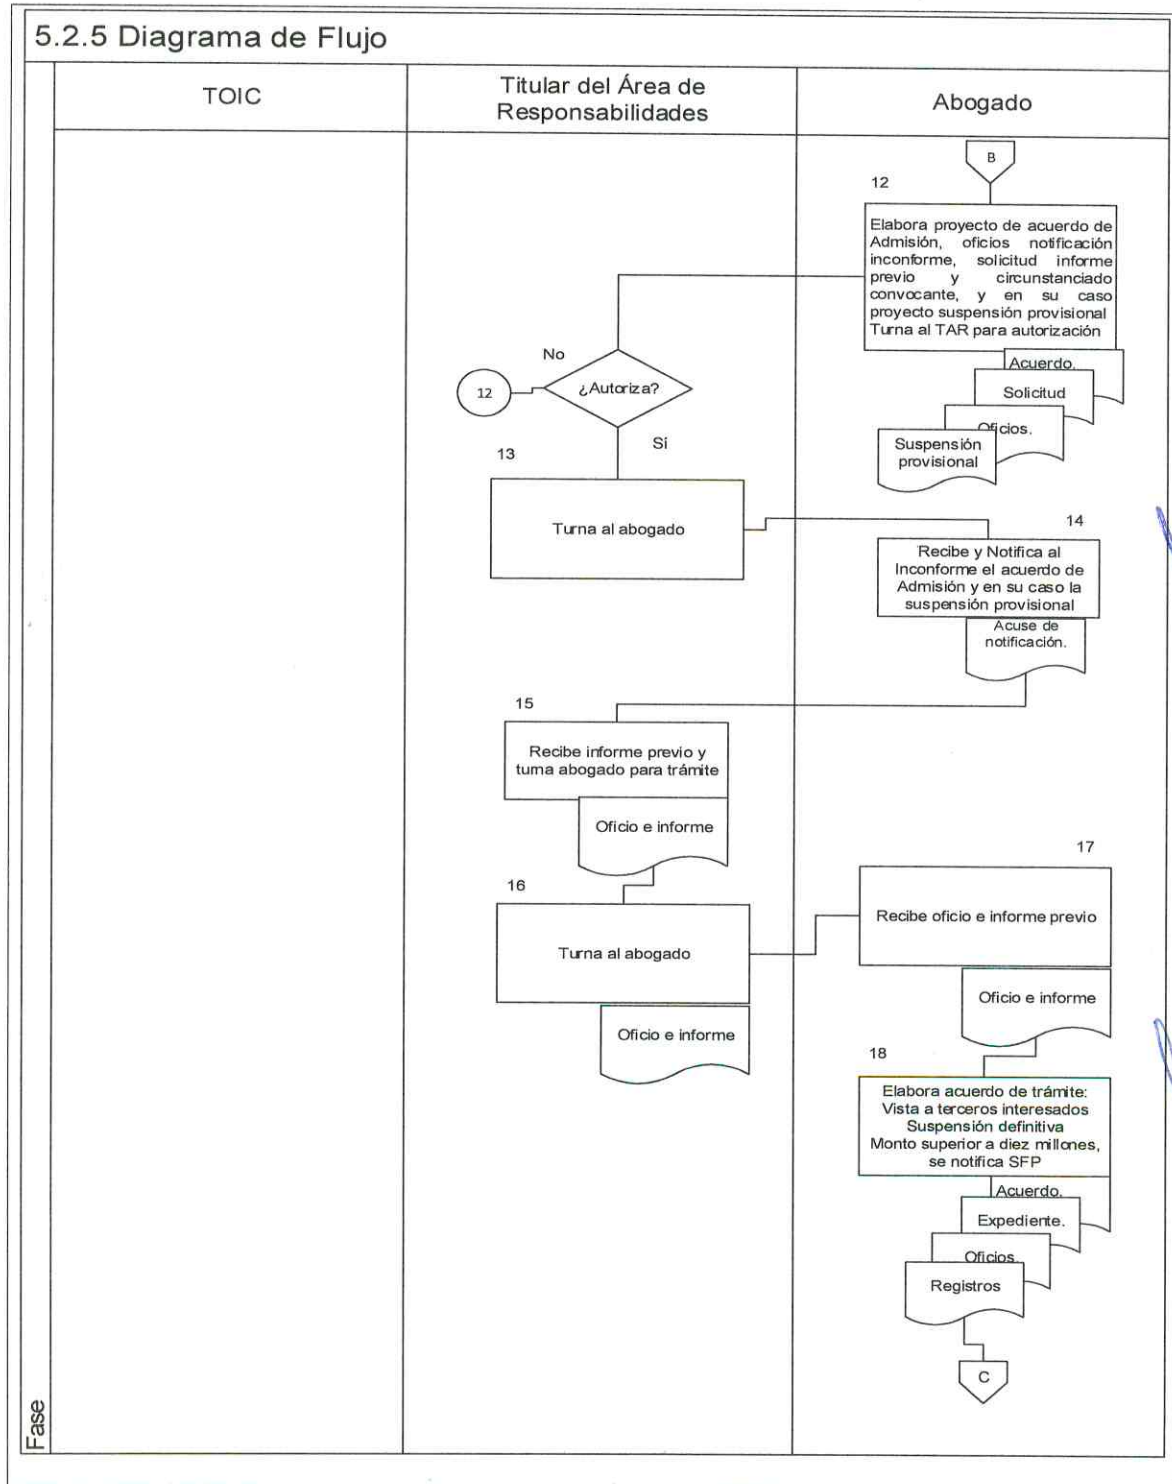 5.2.5 Diagrama de Flujo
TOIC
Titular del Área de
Responsabilidades
Abogado
B
12
Elabora proyecto de acuerdo de
Admisión, oficios notificación
inconforme, solicitud informe
previo y circunstanciado
convocante, y en su caso
proyecto suspensión provisional
Turna al TAR para autorización
Acuerdo.
Solicitud
Oficios.
Suspensión
provisional
No
12
¿Autoriza?
Si
13
Turna al abogado
14
Recibe y Notifica al
Inconforme el acuerdo de
Admisión y en su caso la
suspensión provisional
Acuse de
notificación.
15
Recibe informe previo y
turna abogado para trámite
Oficio e informe
16
Turna al abogado
Oficio e informe
17
Recibe oficio e informe previo
Oficio e informe
18
Elabora acuerdo de trámite:
Vista a terceros interesados
Suspensión definitiva
Monto superior a diez millones,
se notifica SFP
Acuerdo.
Expediente.
Oficios.
Registros
C
Fase